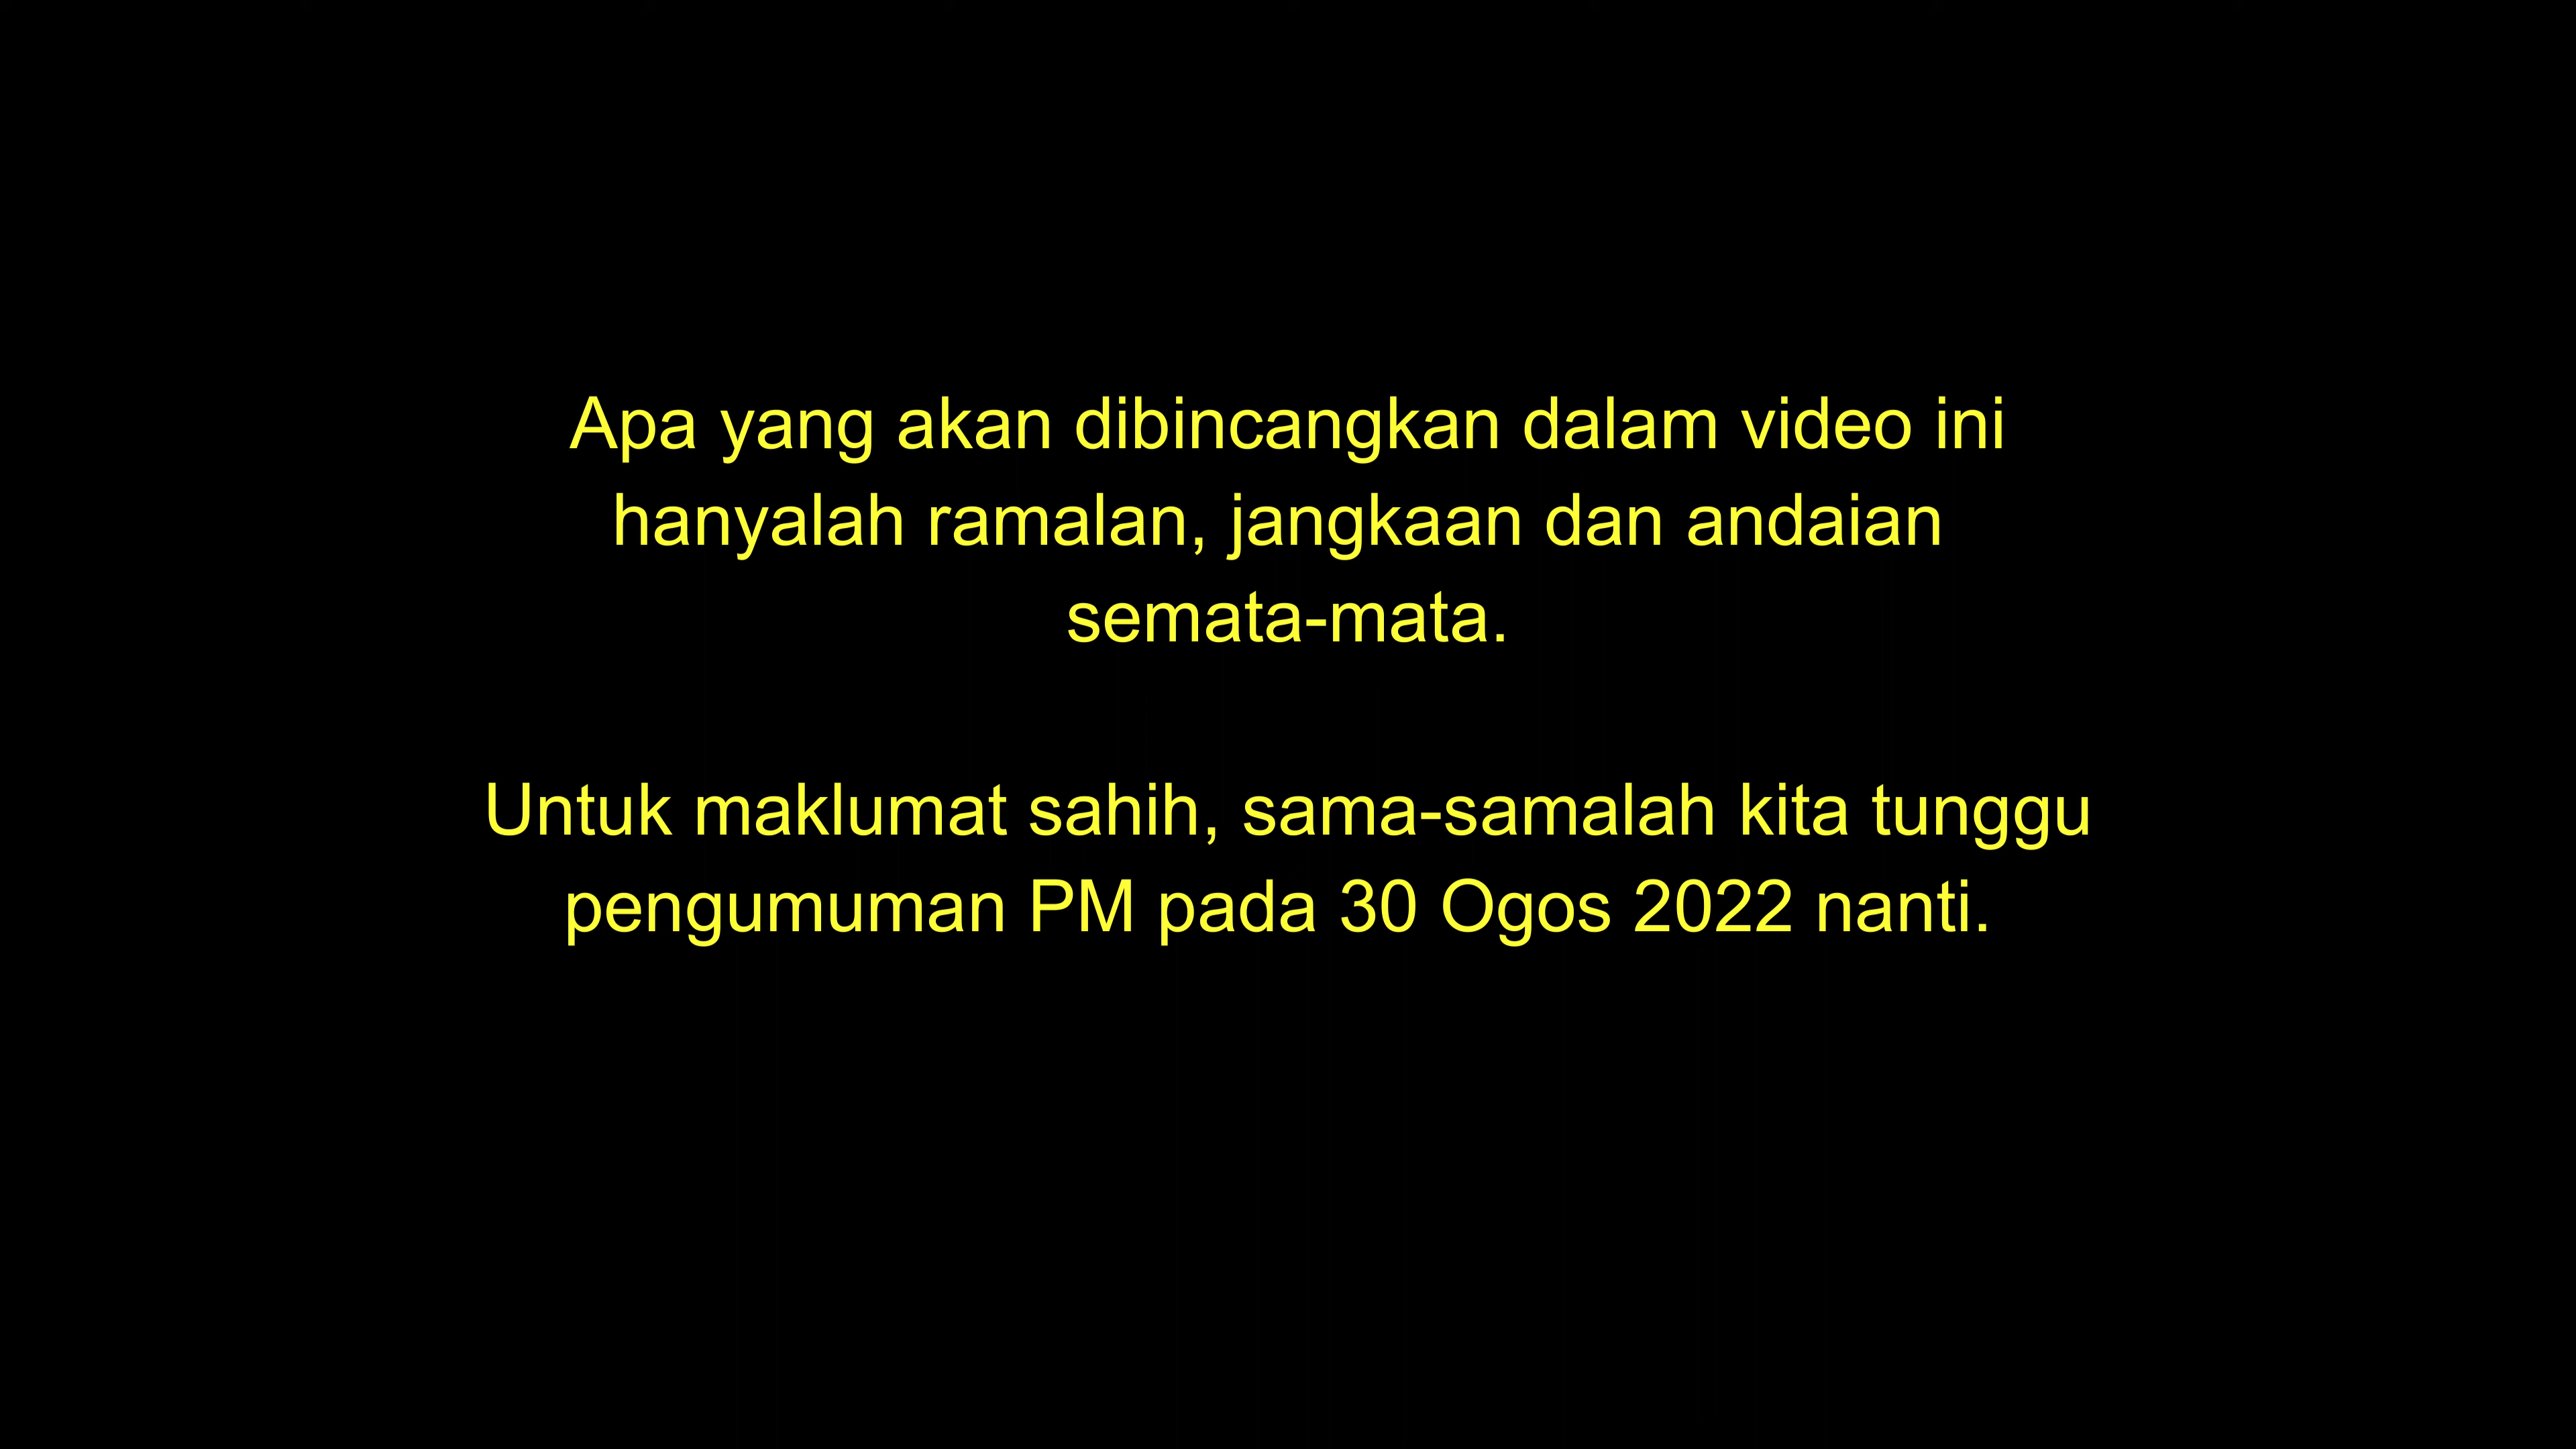 Apa yang akan dibincangkan dalam video ini
hanyalah ramalan, jangkaan dan andaian
semata-mata.
Untuk maklumat sahih, sama-samalah kita tunggu
pengumuman PM pada 30 Ogos 2022 nanti.